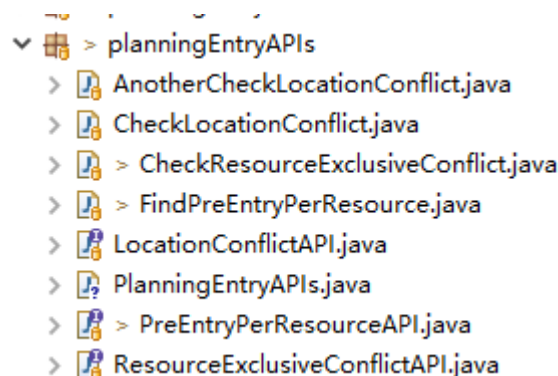 > planningEntryAPIs
AnotherCheckLocationConflict.java
CheckLocationConflict.java
> CheckResourceExclusiveConflict.java
> FindPreEntryPerResource.java
LocationConflictAPI.java
PlanningEntryAPIs.java
> PreEntryPerResourceAPI.java
ResourceExclusiveConflictAPI.java